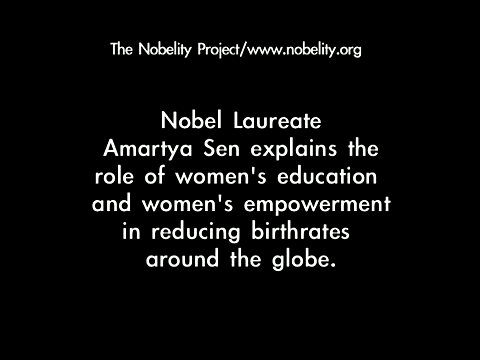 The Nobelity Project/www.nobelity.org
Nobel Laureate
Amartya Sen explains the
role of women's education
and women's empowerment
in reducing birthrates
around the globe.